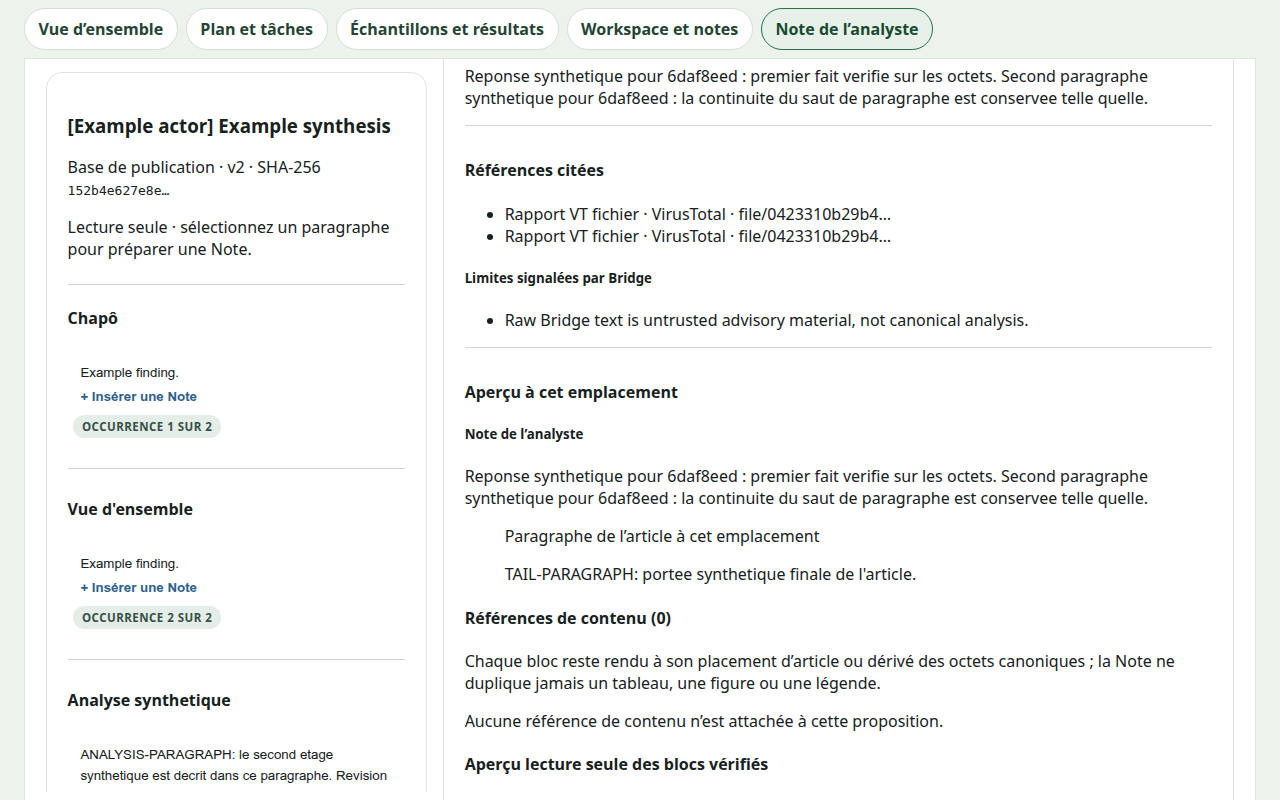 Vue d’ensemble
Plan et tâches
Échantillons et résultats
Workspace et notes
Note de l’analyste
[Example actor] Example synthesis
Base de publication · v2 · SHA-256
152b4e627e8e…
Lecture seule · sélectionnez un paragraphe
pour préparer une Note.
Chapô
Example finding.
+ Insérer une Note
OCCURRENCE 1 SUR 2
Vue d'ensemble
Example finding.
+ Insérer une Note
OCCURRENCE 2 SUR 2
Analyse synthetique
ANALYSIS-PARAGRAPH: le second etage
synthetique est decrit dans ce paragraphe. Revision
Reponse synthetique pour 6daf8eed : premier fait verifie sur les octets. Second paragraphe
synthetique pour 6daf8eed : la continuite du saut de paragraphe est conservee telle quelle.
Références citées
Rapport VT fichier · VirusTotal · file/0423310b29b4…
Rapport VT fichier · VirusTotal · file/0423310b29b4…
Limites signalées par Bridge
Raw Bridge text is untrusted advisory material, not canonical analysis.
Aperçu à cet emplacement
Note de l’analyste
Reponse synthetique pour 6daf8eed : premier fait verifie sur les octets. Second paragraphe
synthetique pour 6daf8eed : la continuite du saut de paragraphe est conservee telle quelle.
Paragraphe de l’article à cet emplacement
TAIL-PARAGRAPH: portee synthetique finale de l'article.
Références de contenu (0)
Chaque bloc reste rendu à son placement d’article ou dérivé des octets canoniques ; la Note ne
duplique jamais un tableau, une figure ou une légende.
Aucune référence de contenu n’est attachée à cette proposition.
Aperçu lecture seule des blocs vérifiés